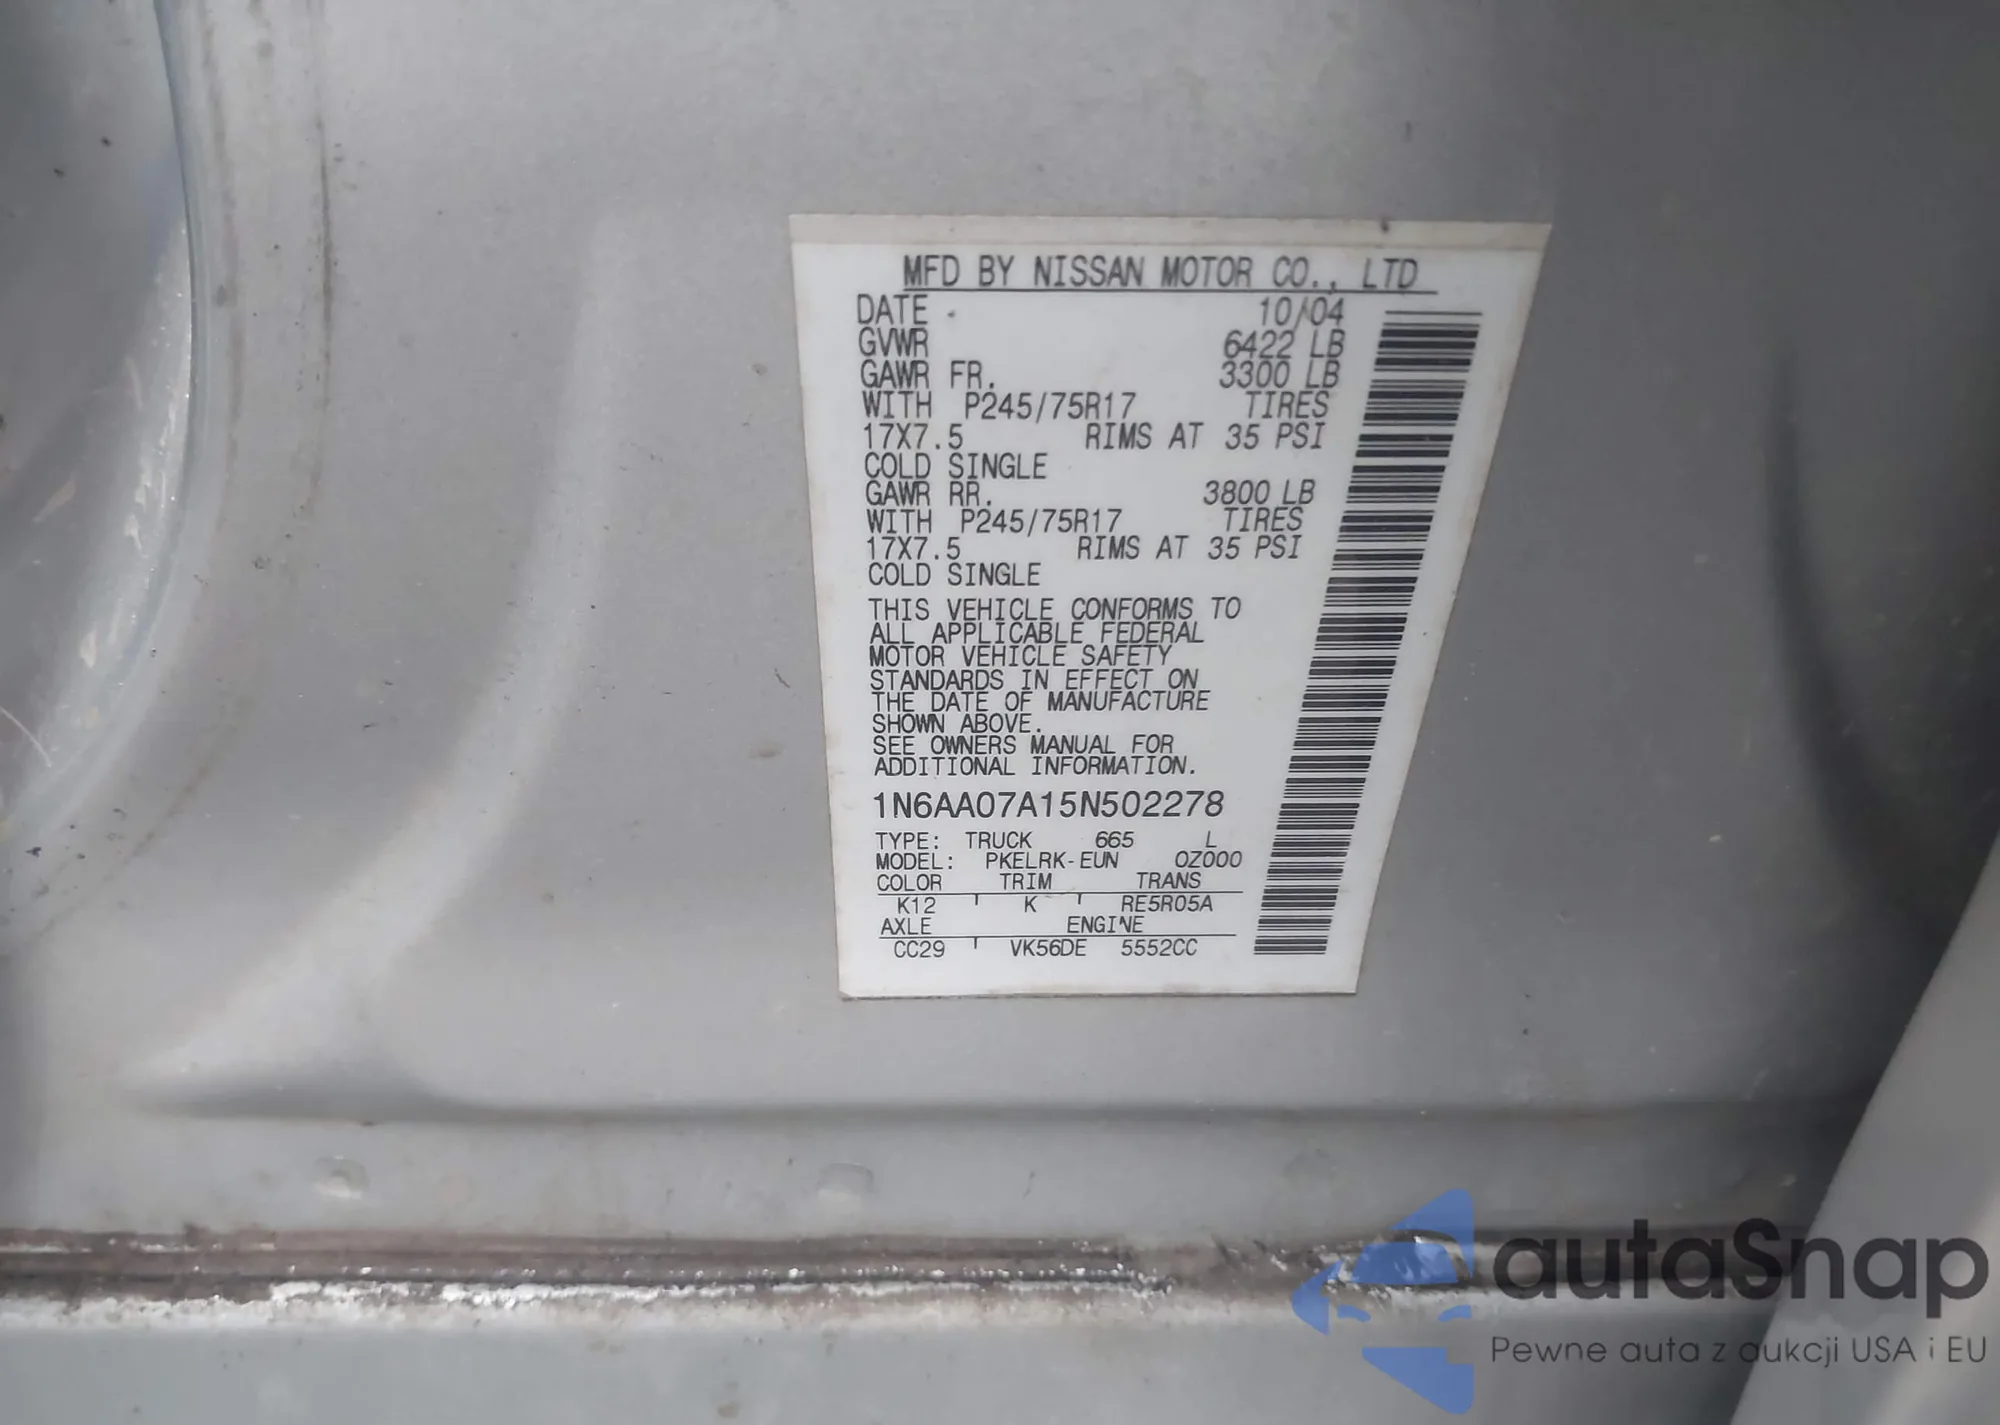 MFD BY NISSAN MOTOR CO., LTD
DATE 10/04
GVWR 6422 LB
GAWR FR. 3300 LB
WITH P245/75R17 TIRES
17X7.5 RIMS AT 35 PSI
COLD SINGLE
GAWR RR. 3800 LB
WITH P245/75R17 TIRES
17X7.5 RIMS AT 35 PSI
COLD SINGLE
THIS VEHICLE CONFORMS TO
ALL APPLICABLE FEDERAL
MOTOR VEHICLE SAFETY
STANDARDS IN EFFECT ON
THE DATE OF MANUFACTURE
SHOWN ABOVE.
SEE OWNERS MANUAL FOR
ADDITIONAL INFORMATION.
1N6AA07A15N502278
TYPE: TRUCK 665 L
MODEL: PKELRK-EUN OZ000
COLOR TRIM TRANS
K12 K RE5R05A
AXLE ENGINE
CC29 VK56DE 5552CC
autaSnap
Pewne auta z aukcji USA i EU